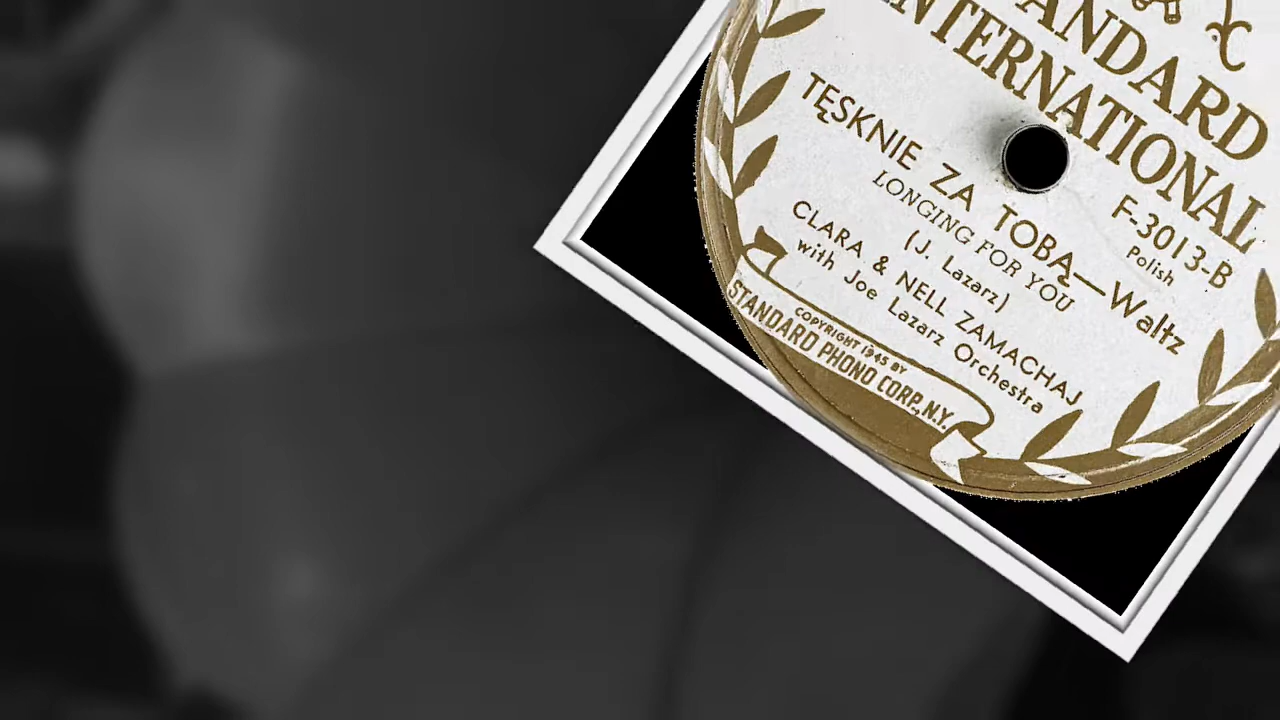 STANDARD
INTERNATIONAL
F-3013-B
Polish
TĘSKNIE ZA TOBĄ—Waltz
LONGING FOR YOU
(J. Lazarz)
CLARA & NELL ZAMACHAJ
with Joe Lazarz Orchestra
COPYRIGHT 1945 BY
STANDARD PHONO CORP., N.Y.